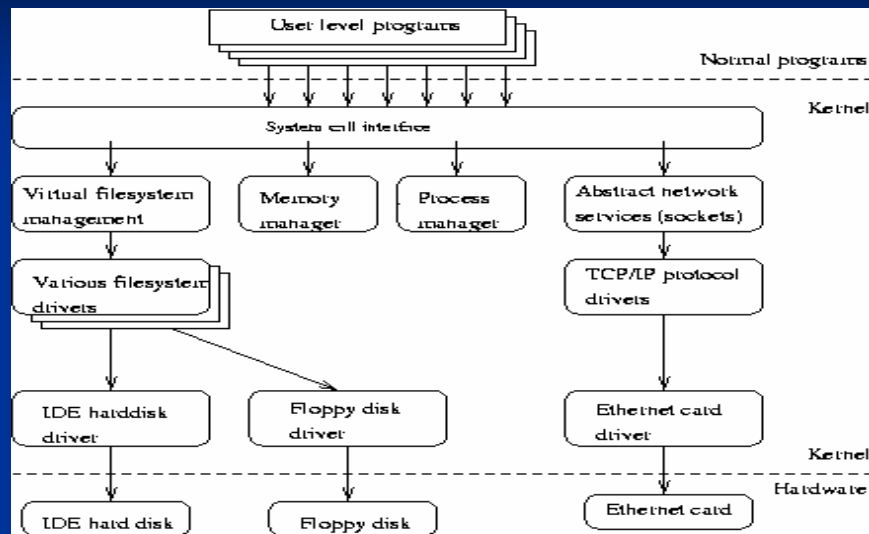 User level programs
Normal programs
Kernel
System call interface
Virtual filesystem
management
Memory
manager
Process
manager
Abstract network
services (sockets)
Various filesystem
drivers
TCP/IP protocol
drivers
IDE harddisk
driver
Floppy disk
driver
Ethernet card
driver
Kernel
Hardware
IDE hard disk
Floppy disk
Ethernet card